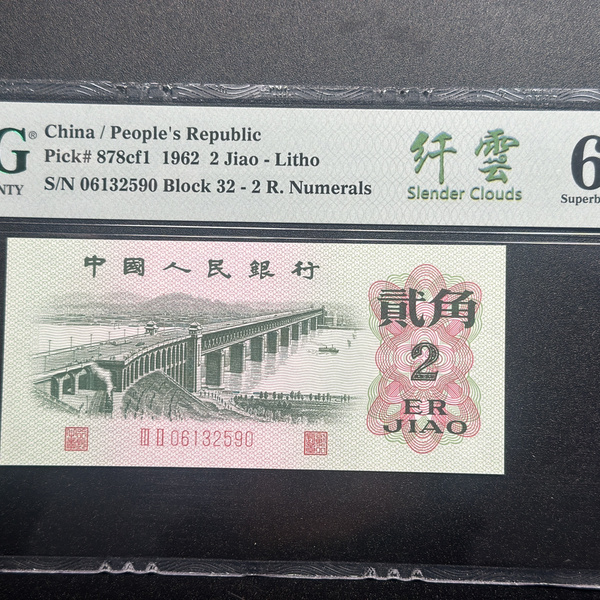 G®
NTY
China / People's Republic
Pick# 878cf1 1962 2 Jiao - Litho
S/N 06132590 Block 32 - 2 R. Numerals
纤雲
Slender Clouds
6
Superb
中國人民銀行
貳角
2
ER
JIAO
III II 06132590